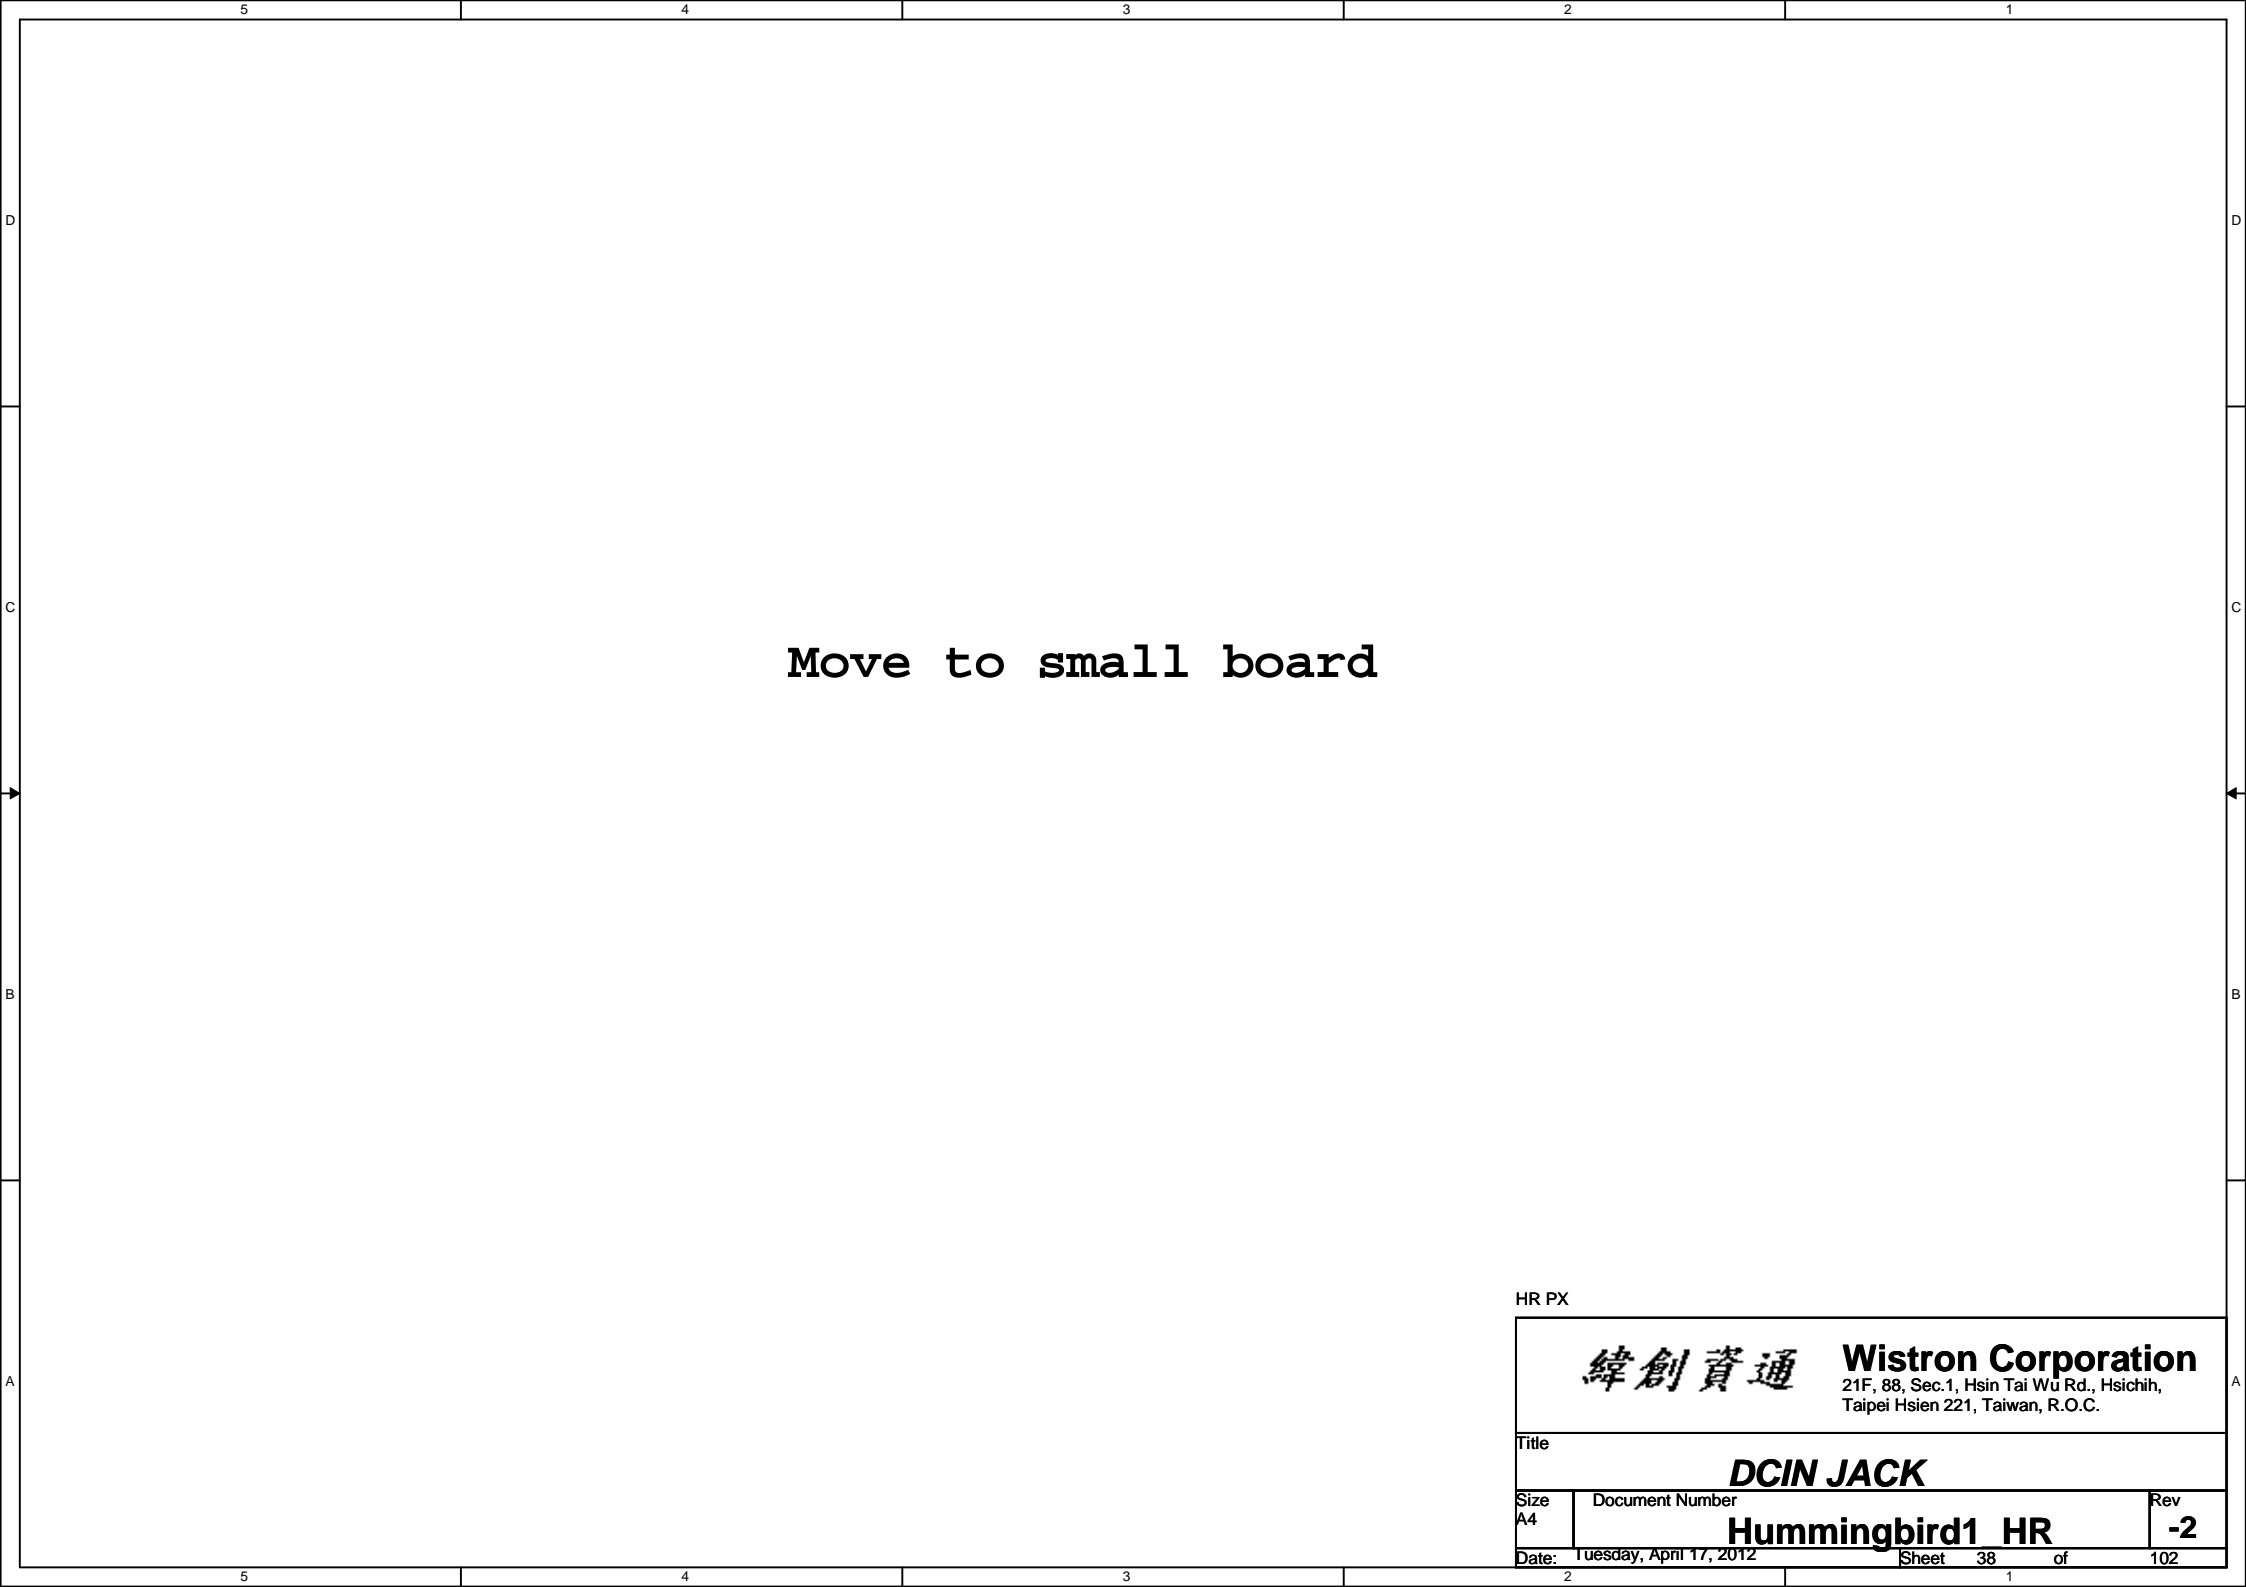 5 4 3 2 1
D D
C C
Move to small board
B B
HR PX
緯創資通
Wistron Corporation
21F, 88, Sec.1, Hsin Tai Wu Rd., Hsichih,
Taipei Hsien 221, Taiwan, R.O.C.
A A
Title
DCIN JACK
Size Document Number Rev
A4
Hummingbird1_HR -2
Date: Tuesday, April 17, 2012 Sheet 38 of 102
5 4 3 2 1